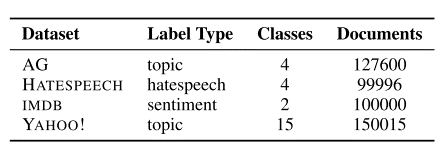 Dataset Label Type Classes Documents
AG topic 4 127600
HATESPEECH hatespeech 4 99996
IMDB sentiment 2 100000
YAHOO! topic 15 150015